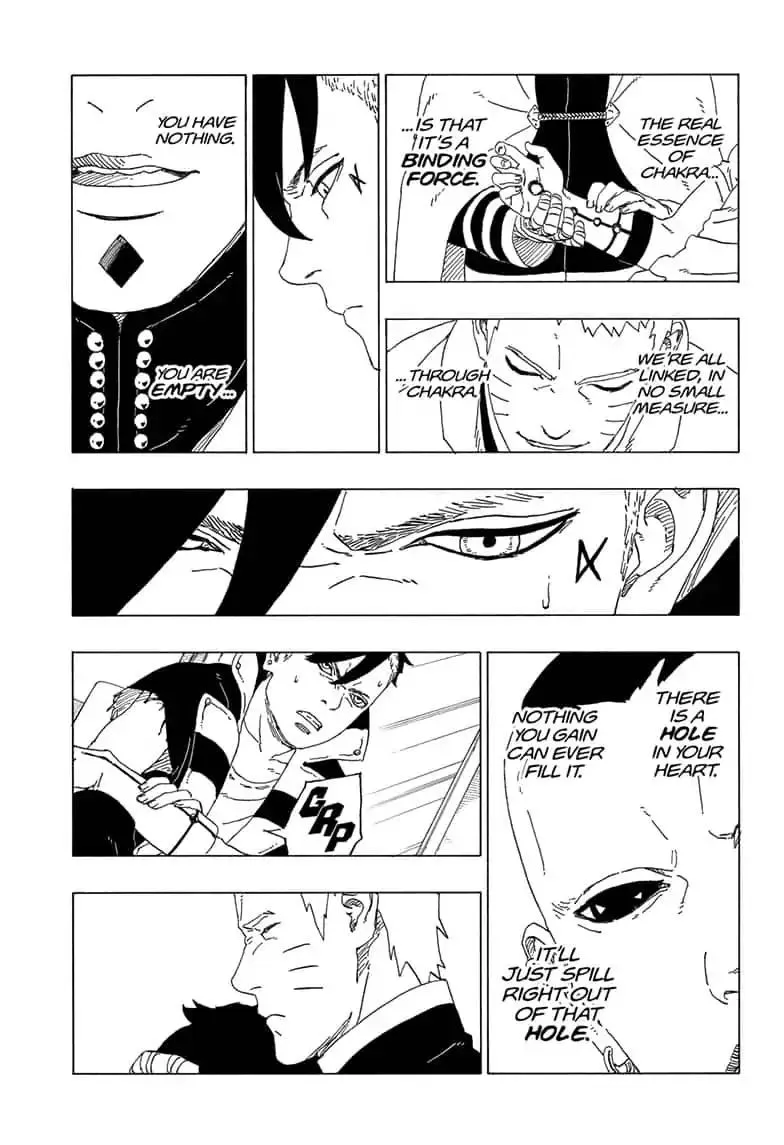 THE REAL
ESSENCE
OF
CHAKRA...
...IS THAT
IT'S A
BINDING
FORCE.
WE'RE ALL
LINKED, IN
NO SMALL
MEASURE...
...THROUGH
CHAKRA.
YOU HAVE
NOTHING.
YOU ARE
EMPTY...
THERE
IS A
HOLE
IN YOUR
HEART.
NOTHING
YOU GAIN
CAN EVER
FILL IT.
IT'LL
JUST SPILL
RIGHT OUT
OF THAT
HOLE.
GRP